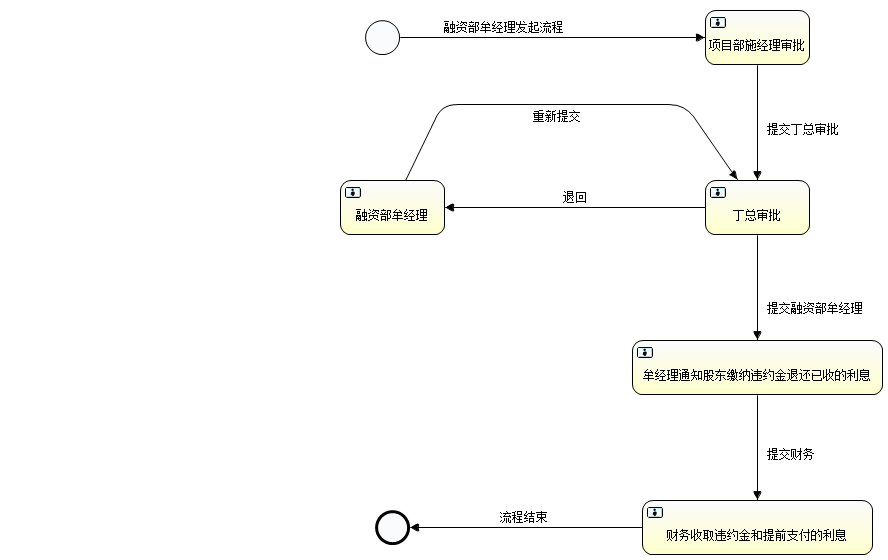 融资部牟经理发起流程
项目部施经理审批
提交丁总审批
重新提交
融资部牟经理
退回
丁总审批
提交融资部牟经理
牟经理通知股东缴纳违约金退还已收的利息
提交财务
流程结束
财务收取违约金和提前支付的利息